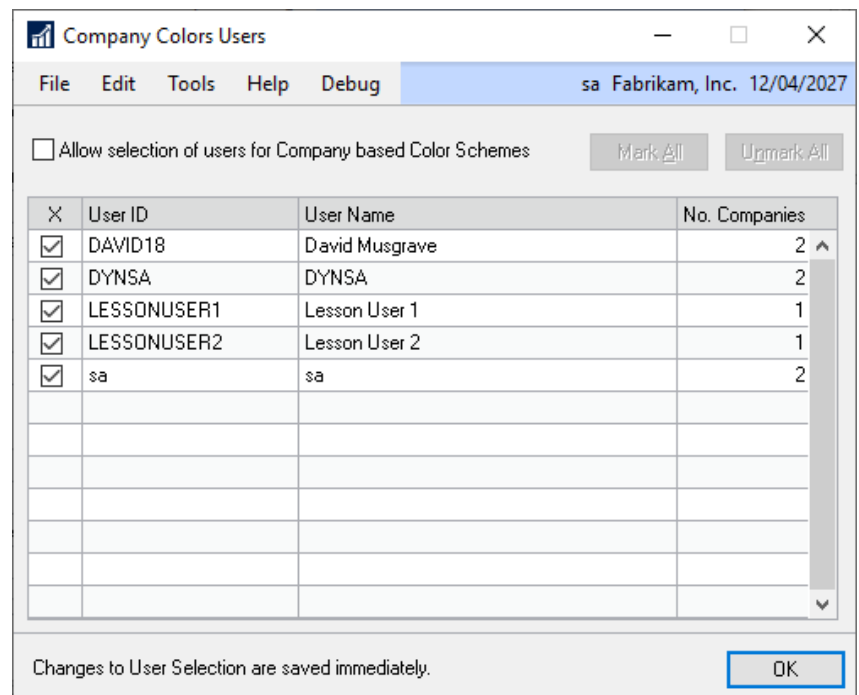 Company Colors Users
File Edit Tools Help Debug sa Fabrikam, Inc. 12/04/2027
Allow selection of users for Company based Color Schemes Mark All Unmark All
X User ID User Name No. Companies
DAVID18 David Musgrave 2
DYNSA DYNSA 2
LESSONUSER1 Lesson User 1 1
LESSONUSER2 Lesson User 2 1
sa sa 2
Changes to User Selection are saved immediately. OK